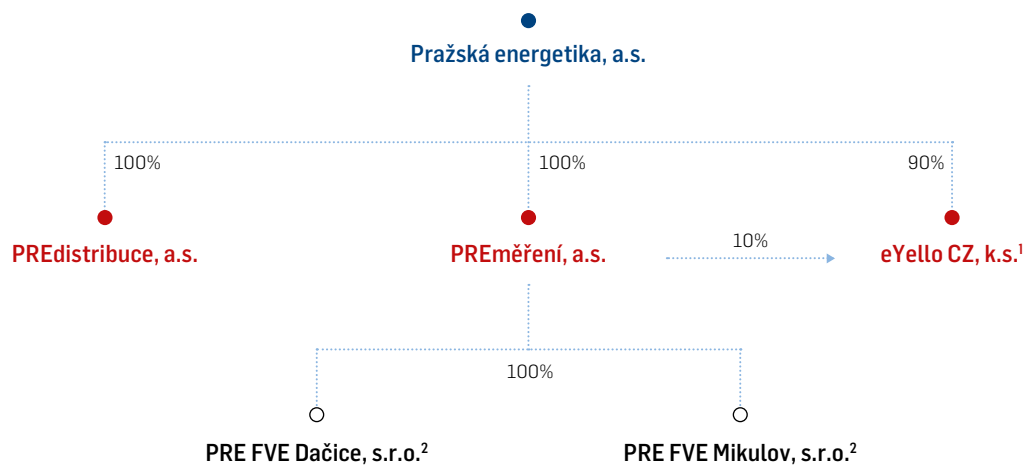 Pražská energetika, a.s.
100%
100%
90%
PREdistribuce, a.s.
PREměření, a.s.
10%
eYello CZ, k.s.¹
100%
PRE FVE Dačice, s.r.o.²
PRE FVE Mikulov, s.r.o.²